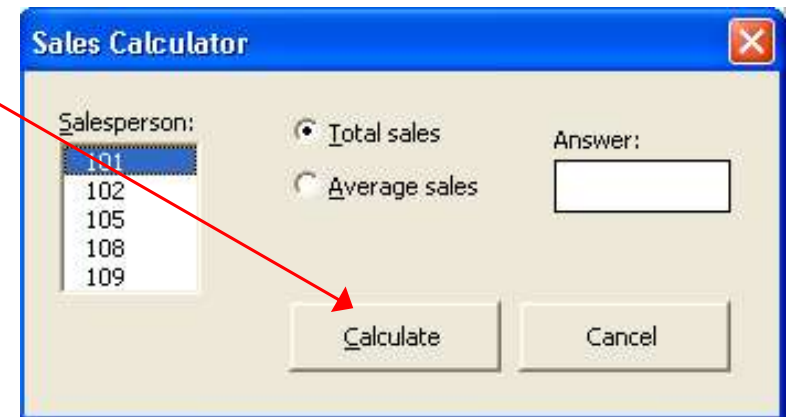 Sales Calculator
Salesperson:
101
102
105
108
109
Total sales
Average sales
Answer:
Calculate
Cancel